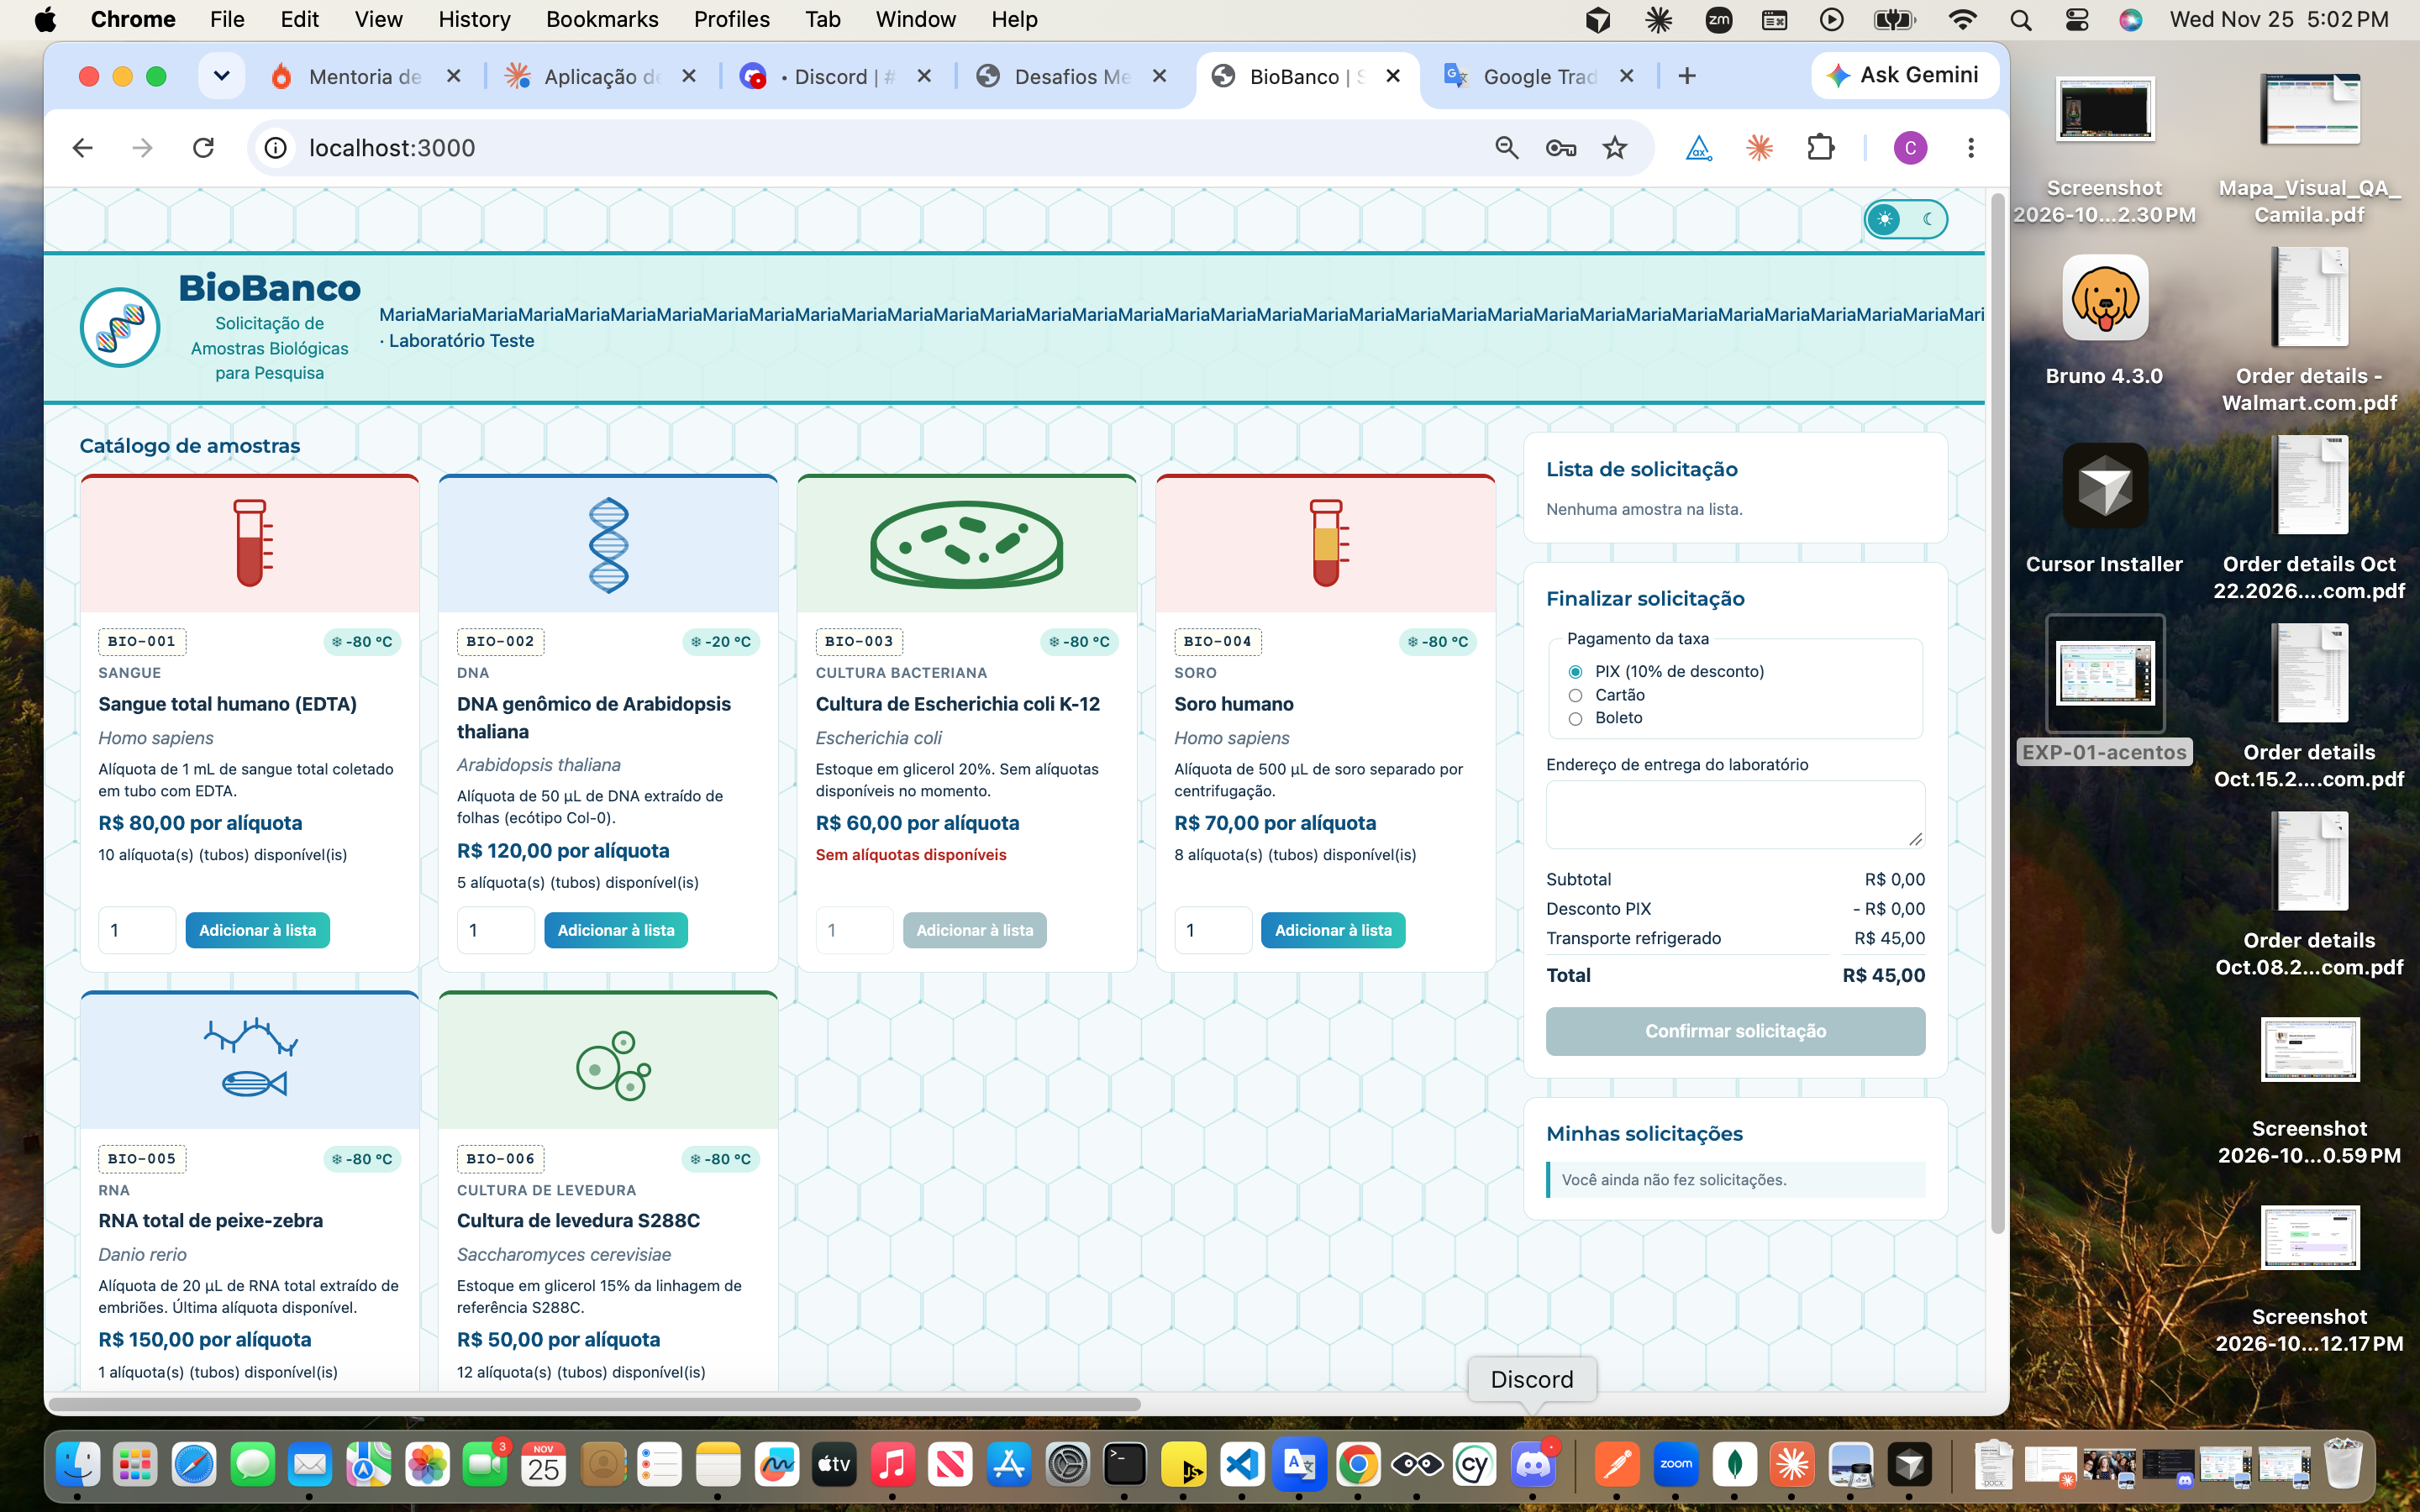 Chrome File Edit View History Bookmarks Profiles Tab Window Help
zm
Wed Nov 25 5:02 PM
Mentoria de
Aplicação de
• Discord | #
Desafios Me
BioBanco | S
Google Trad
Ask Gemini
localhost:3000
C
BioBanco
Solicitação de
Amostras Biológicas
para Pesquisa
MariaMariaMariaMariaMariaMariaMariaMariaMariaMariaMariaMariaMariaMariaMariaMariaMariaMariaMariaMariaMariaMariaMariaMariaMariaMariaMariaMariaMariaMariaMariaMariaMariaMariaMari
· Laboratório Teste
Catálogo de amostras
BIO-001
-80 °C
SANGUE
Sangue total humano (EDTA)
Homo sapiens
Alíquota de 1 mL de sangue total coletado
em tubo com EDTA.
R$ 80,00 por alíquota
10 alíquota(s) (tubos) disponível(is)
1
Adicionar à lista
BIO-002
-20 °C
DNA
DNA genômico de Arabidopsis
thaliana
Arabidopsis thaliana
Alíquota de 50 µL de DNA extraído de
folhas (ecótipo Col-0).
R$ 120,00 por alíquota
5 alíquota(s) (tubos) disponível(is)
1
Adicionar à lista
BIO-003
-80 °C
CULTURA BACTERIANA
Cultura de Escherichia coli K-12
Escherichia coli
Estoque em glicerol 20%. Sem alíquotas
disponíveis no momento.
R$ 60,00 por alíquota
Sem alíquotas disponíveis
1
Adicionar à lista
BIO-004
-80 °C
SORO
Soro humano
Homo sapiens
Alíquota de 500 µL de soro separado por
centrifugação.
R$ 70,00 por alíquota
8 alíquota(s) (tubos) disponível(is)
1
Adicionar à lista
BIO-005
-80 °C
RNA
RNA total de peixe-zebra
Danio rerio
Alíquota de 20 µL de RNA total extraído de
embriões. Última alíquota disponível.
R$ 150,00 por alíquota
1 alíquota(s) (tubos) disponível(is)
BIO-006
-80 °C
CULTURA DE LEVEDURA
Cultura de levedura S288C
Saccharomyces cerevisiae
Estoque em glicerol 15% da linhagem de
referência S288C.
R$ 50,00 por alíquota
12 alíquota(s) (tubos) disponível(is)
Lista de solicitação
Nenhuma amostra na lista.
Finalizar solicitação
Pagamento da taxa
PIX (10% de desconto)
Cartão
Boleto
Endereço de entrega do laboratório
Subtotal R$ 0,00
Desconto PIX - R$ 0,00
Transporte refrigerado R$ 45,00
Total R$ 45,00
Confirmar solicitação
Minhas solicitações
Você ainda não fez solicitações.
Discord
Screenshot
2026-10...2.30 PM
Bruno 4.3.0
Cursor Installer
EXP-01-acentos
Mapa_Visual_QA_
Camila.pdf
Order details -
Walmart.com.pdf
Order details Oct
22.2026....com.pdf
Order details
Oct.15.2....com.pdf
Order details
Oct.08.2...com.pdf
Screenshot
2026-10...0.59 PM
Screenshot
2026-10...12.17 PM
3
NOV
25
tv
JS
A
cy
zoom
DOCX